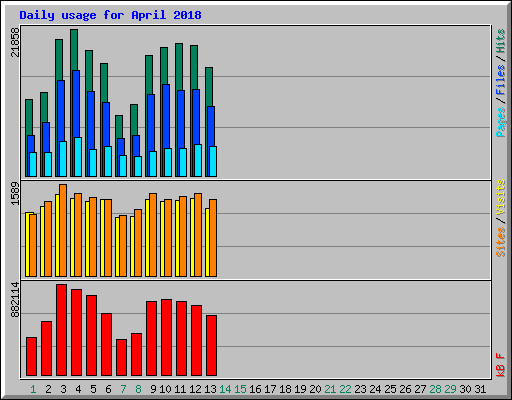 Daily usage for April 2018
21858
Pages/Files/Hits
1589
Sites/Visits
882114
kB F
1 2 3 4 5 6 7 8 9 10 11 12 13 14 15 16 17 18 19 20 21 22 23 24 25 26 27 28 29 30 31